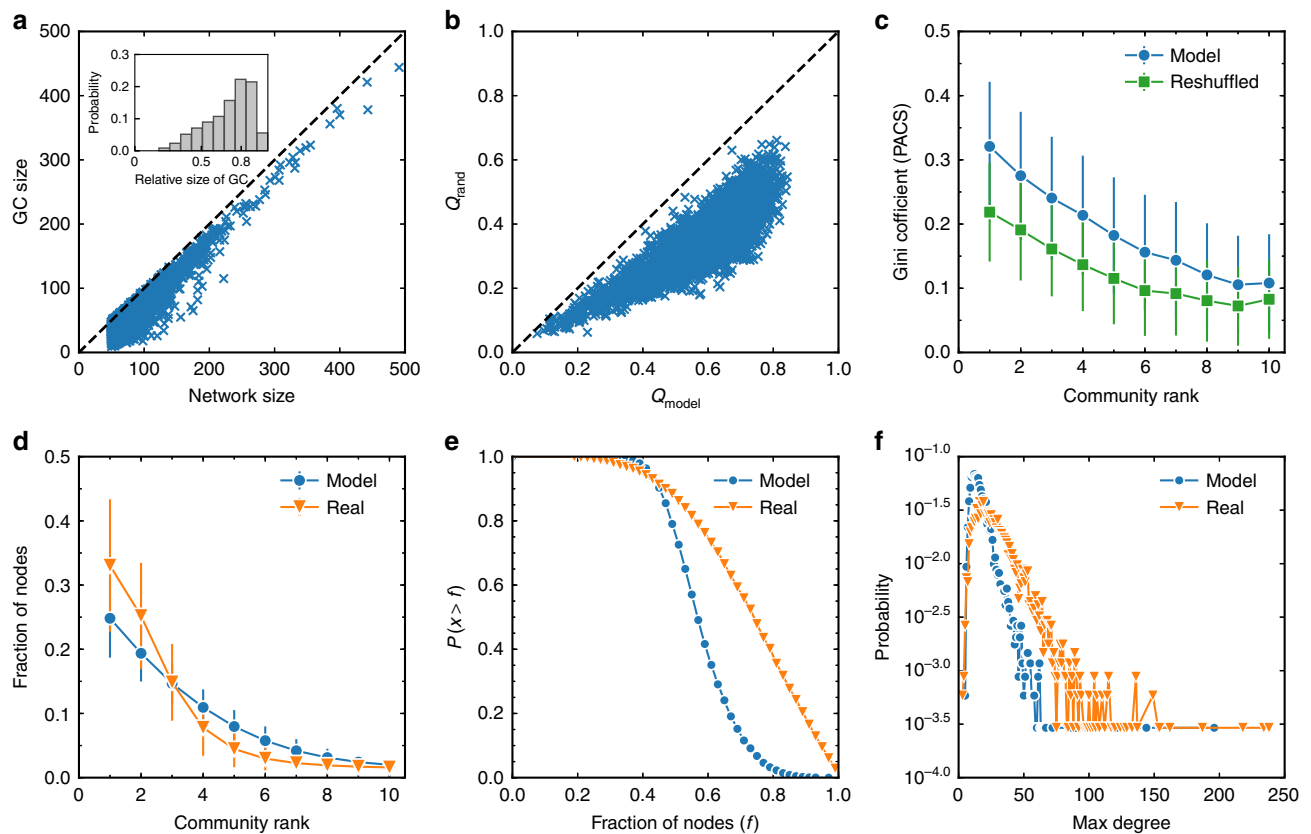 a
500
400
300
200
100
0
GC size
0 100 200 300 400 500
Network size
0.3
0.2
0.1
0.0
Probability
0 0.5 0.8
Relative size of GC
b
1.0
0.8
0.6
0.4
0.2
0.0
Qrand
0.0 0.2 0.4 0.6 0.8 1.0
Qmodel
c
0.5
0.4
0.3
0.2
0.1
0.0
Gini cofficient (PACS)
Model
Reshuffled
2 4 6 8 10
Community rank
d
0.5
0.4
0.3
0.2
0.1
0.0
Fraction of nodes
Model
Real
2 4 6 8 10
Community rank
e
1.0
0.8
0.6
0.4
0.2
0.0
P (x > f)
Model
Real
0.0 0.2 0.4 0.6 0.8 1.0
Fraction of nodes (f)
f
10−1.0
10−1.5
10−2.0
10−2.5
10−3.0
10−3.5
10−4.0
Probability
Model
Real
0 50 100 150 200 250
Max degree